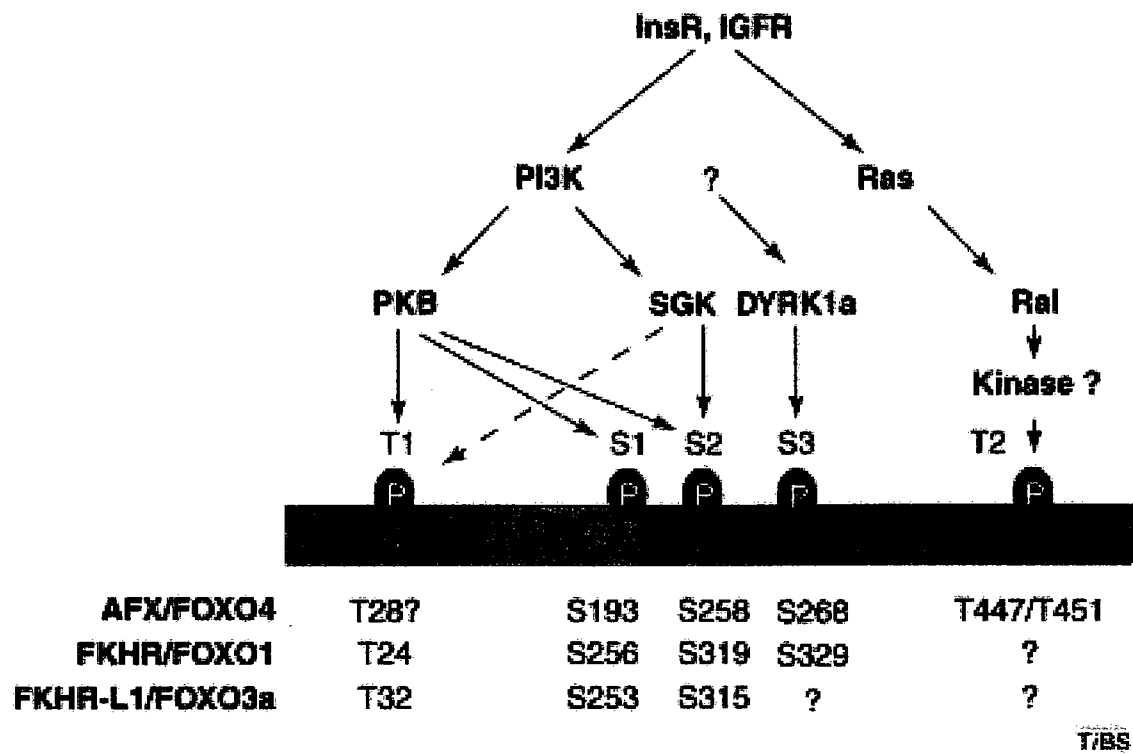 InsR, IGFR
PI3K ? Ras
PKB SGK DYRK1a Ral
Kinase ?
T1 S1 S2 S3 T2
P P P P P
AFX/FOXO4 T28? S193 S258 S268 T447/T451
FKHR/FOXO1 T24 S256 S319 S329 ?
FKHR-L1/FOXO3a T32 S253 S315 ? ?
TiBS